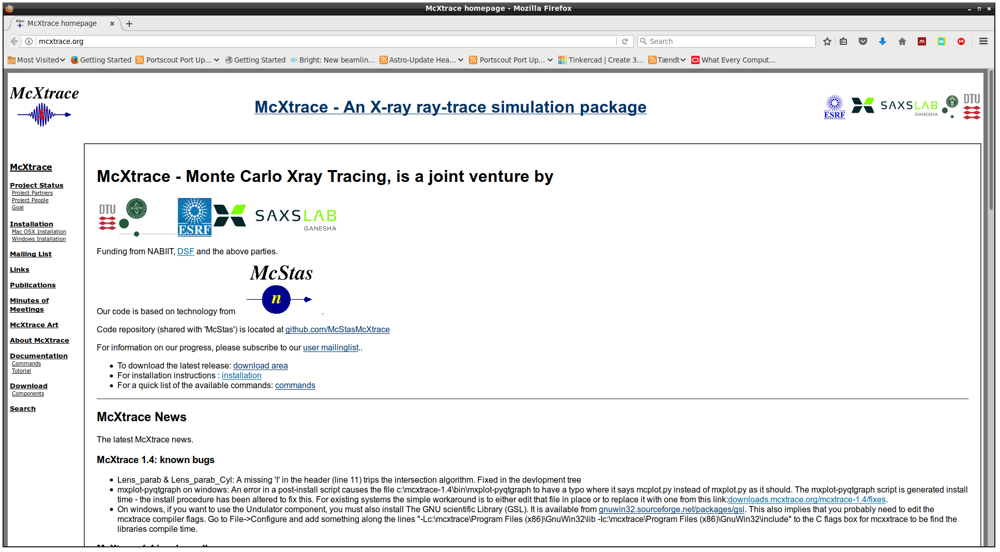 McXtrace homepage - Mozilla Firefox
McXtrace homepage
mcxtrace.org
Search
Most Visited
Getting Started
Portscout Port Up...
Getting Started
Bright: New beamlin...
Astro-Update Hea...
Portscout Port Up...
Tinkercad | Create 3...
Tændt
What Every Comput...
McXtrace
McXtrace - An X-ray ray-trace simulation package
ESRF
SAXSLAB
GANESHA
DTU
McXtrace
Project Status
Project Partners
Project People
Goal
Installation
Mac OSX Installation
Windows Installation
Mailing List
Links
Publications
Minutes of
Meetings
McXtrace Art
About McXtrace
Documentation
Commands
Tutorial
Download
Components
Search
McXtrace - Monte Carlo Xray Tracing, is a joint venture by
DTU
ESRF
SAXSLAB
GANESHA
Funding from NABIIT, DSF and the above parties.
McStas
n
Our code is based on technology from .
Code repository (shared with 'McStas') is located at github.com/McStasMcXtrace
For information on our progress, please subscribe to our user mailinglist..
• To download the latest release: download area
• For installation instructions : installation
• For a quick list of the available commands: commands
McXtrace News
The latest McXtrace news.
McXtrace 1.4: known bugs
• Lens_parab & Lens_parab_Cyl: A missing 'I' in the header (line 11) trips the intersection algorithm. Fixed in the devlopment tree
• mxplot-pyqtgraph on windows: An error in a post-install script causes the file c:\mcxtrace-1.4\bin\mxplot-pyqtgraph to have a typo where it says mcplot.py instead of mxplot.py as it should. The mxplot-pyqtgraph script is generated install
time - the install procedure has been altered to fix this. For existing systems the simple workaround is to either edit that file in place or to replace it with one from this link:downloads.mcxtrace.org/mcxtrace-1.4/fixes.
• On windows, if you want to use the Undulator component, you must also install The GNU scientific Library (GSL). It is available from gnuwin32.sourceforge.net/packages/gsl. This also implies that you probably need to edit the
mcxtrace compiler flags. Go to File->Configure and add something along the lines "-Lc:\mcxtrace\Program Files (x86)\GnuWin32\lib -Ic:\mcxtrace\Program Files (x86)\GnuWin32\include" to the C flags box for mcxxtrace to be find the
libraries compile time.